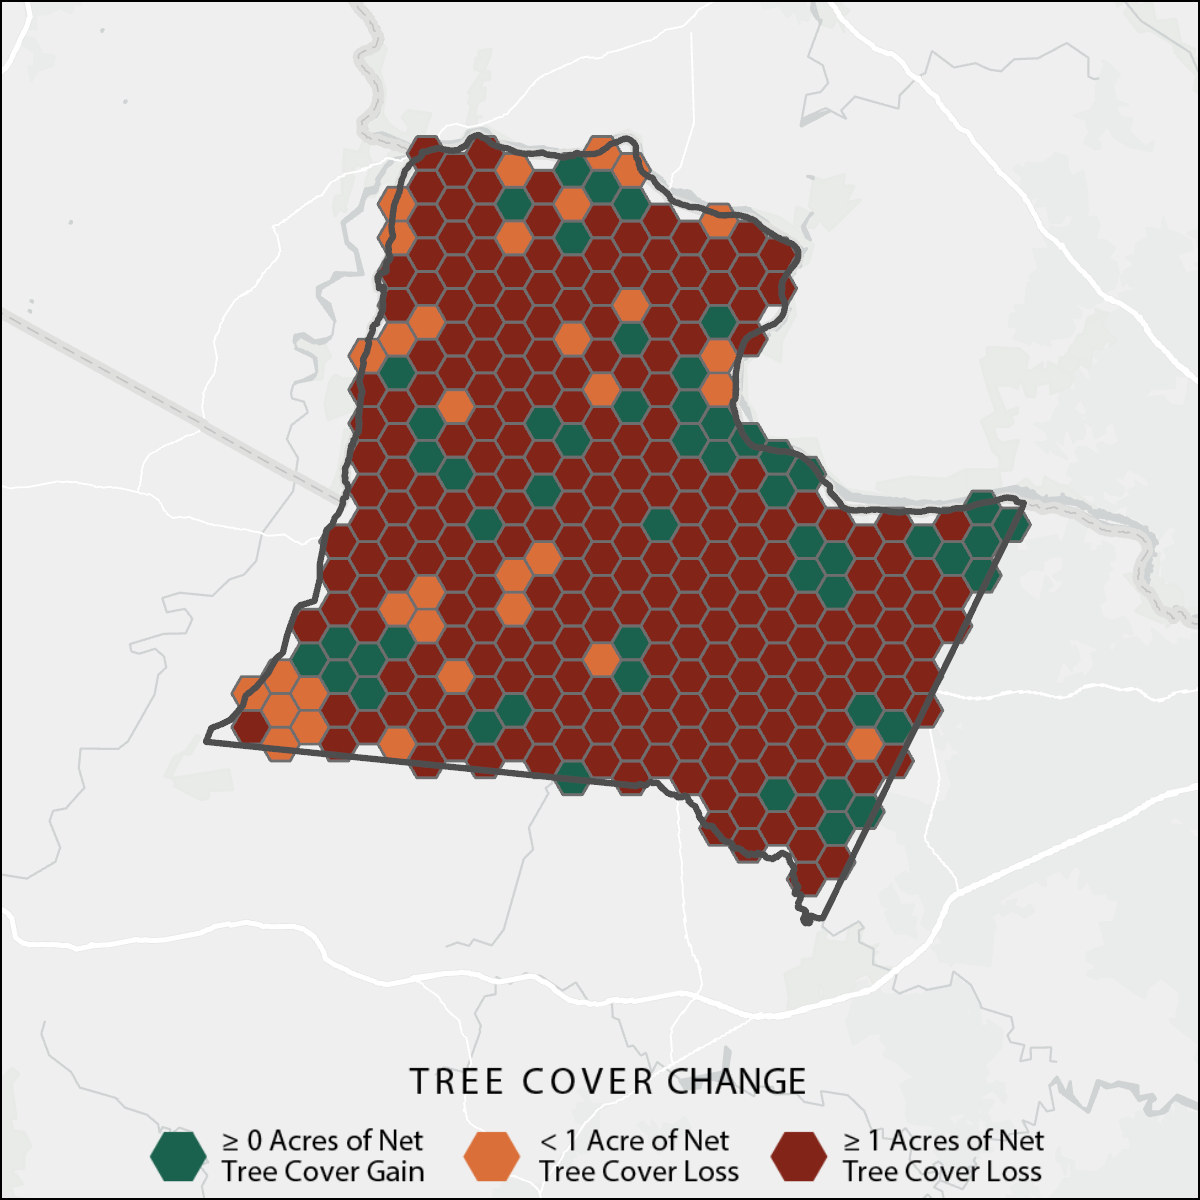 TREE COVER CHANGE
≥ 0 Acres of Net
Tree Cover Gain
< 1 Acre of Net
Tree Cover Loss
≥ 1 Acres of Net
Tree Cover Loss